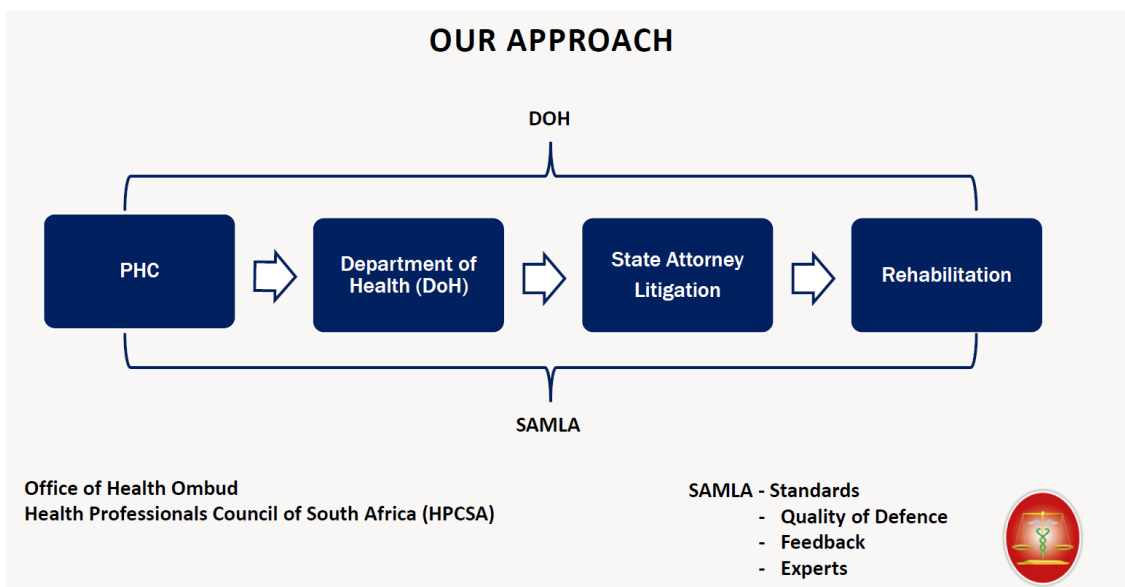 OUR APPROACH
DOH
PHC
Department of
Health (DoH)
State Attorney
Litigation
Rehabilitation
SAMLA
Office of Health Ombud
Health Professionals Council of South Africa (HPCSA)
SAMLA - Standards
- Quality of Defence
- Feedback
- Experts